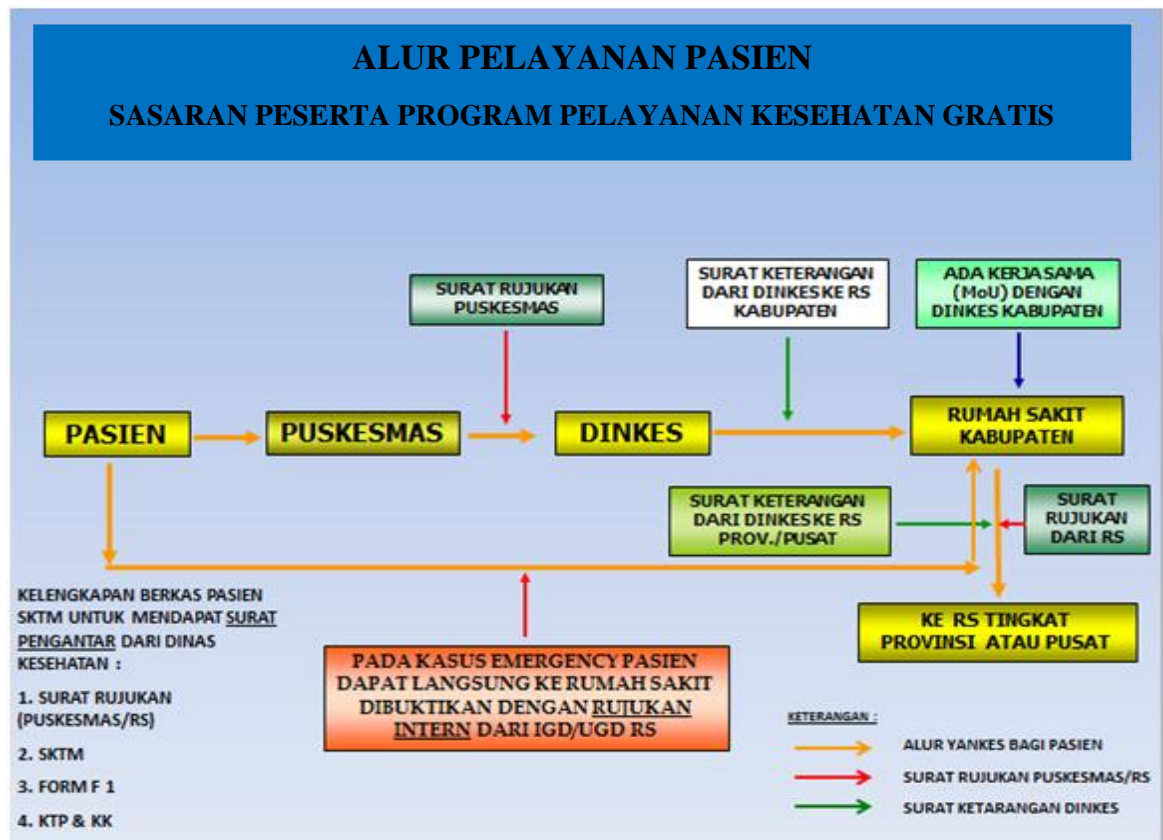 ALUR PELAYANAN PASIEN
SASARAN PESERTA PROGRAM PELAYANAN KESEHATAN GRATIS
SURAT RUJUKAN
PUSKESMAS
SURAT KETERANGAN
DARI DINKES KE RS
KABUPATEN
ADA KERJASAMA
(MoU) DENGAN
DINKES KABUPATEN
PASIEN
PUSKESMAS
DINKES
RUMAH SAKIT
KABUPATEN
SURAT KETERANGAN
DARI DINKES KE RS
PROV./PUSAT
SURAT
RUJUKAN
DARI RS
KE RS TINGKAT
PROVINSI ATAU PUSAT
KELENGKAPAN BERKAS PASIEN
SKTM UNTUK MENDAPAT SURAT
PENGANTAR DARI DINAS
KESEHATAN :
1. SURAT RUJUKAN
(PUSKESMAS/RS)
2. SKTM
3. FORM F 1
4. KTP & KK
PADA KASUS EMERGENCY PASIEN
DAPAT LANGSUNG KE RUMAH SAKIT
DIBUKTIKAN DENGAN RUJUKAN
INTERN DARI IGD/UGD RS
KETERANGAN :
ALUR YANKES BAGI PASIEN
SURAT RUJUKAN PUSKESMAS/RS
SURAT KETARANGAN DINKES